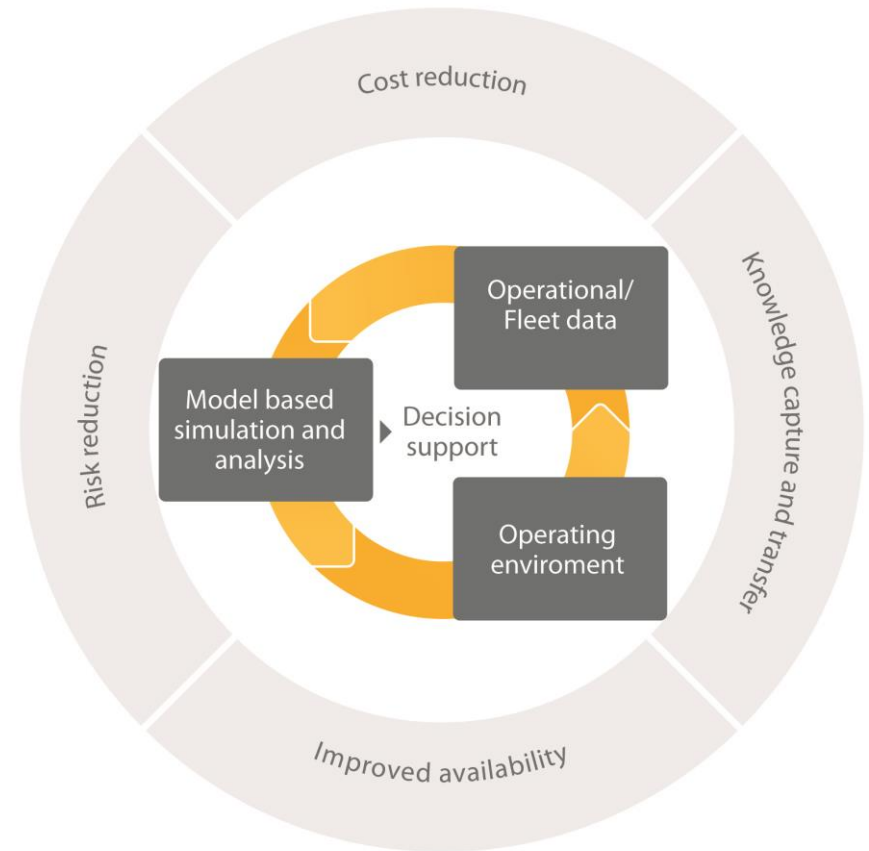 Cost reduction
Knowledge capture and transfer
Improved availability
Risk reduction
Operational/
Fleet data
Model based
simulation and
analysis
Decision
support
Operating
enviroment